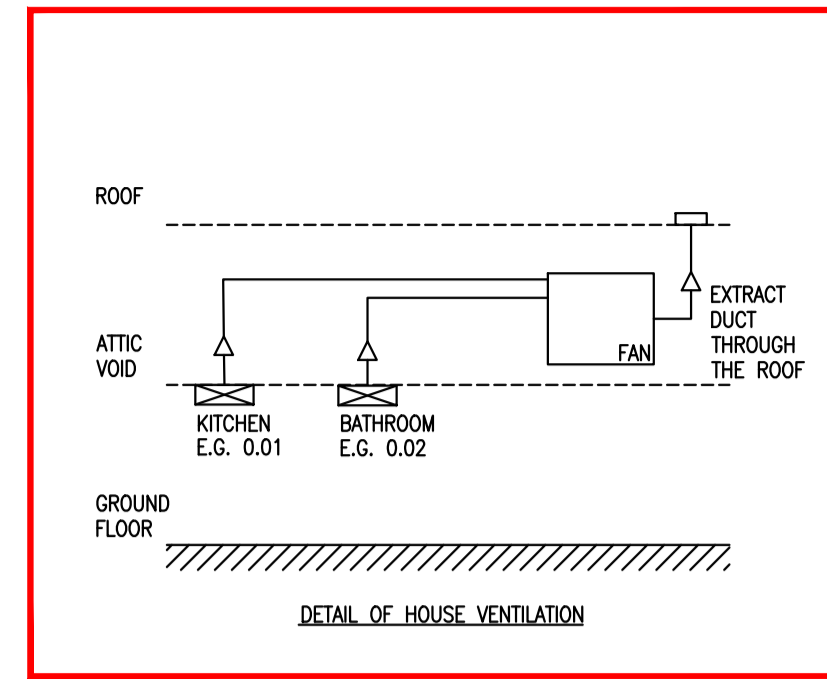 ROOF
EXTRACT
DUCT
THROUGH
THE ROOF
FAN
ATTIC
VOID
KITCHEN
E.G. 0.01
BATHROOM
E.G. 0.02
GROUND
FLOOR
DETAIL OF HOUSE VENTILATION